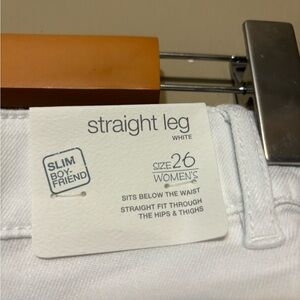 straight leg
WHITE
SLIM
BOY-
FRIEND
SIZE 26
WOMEN'S
SITS BELOW THE WAIST
STRAIGHT FIT THROUGH
THE HIPS & THIGHS